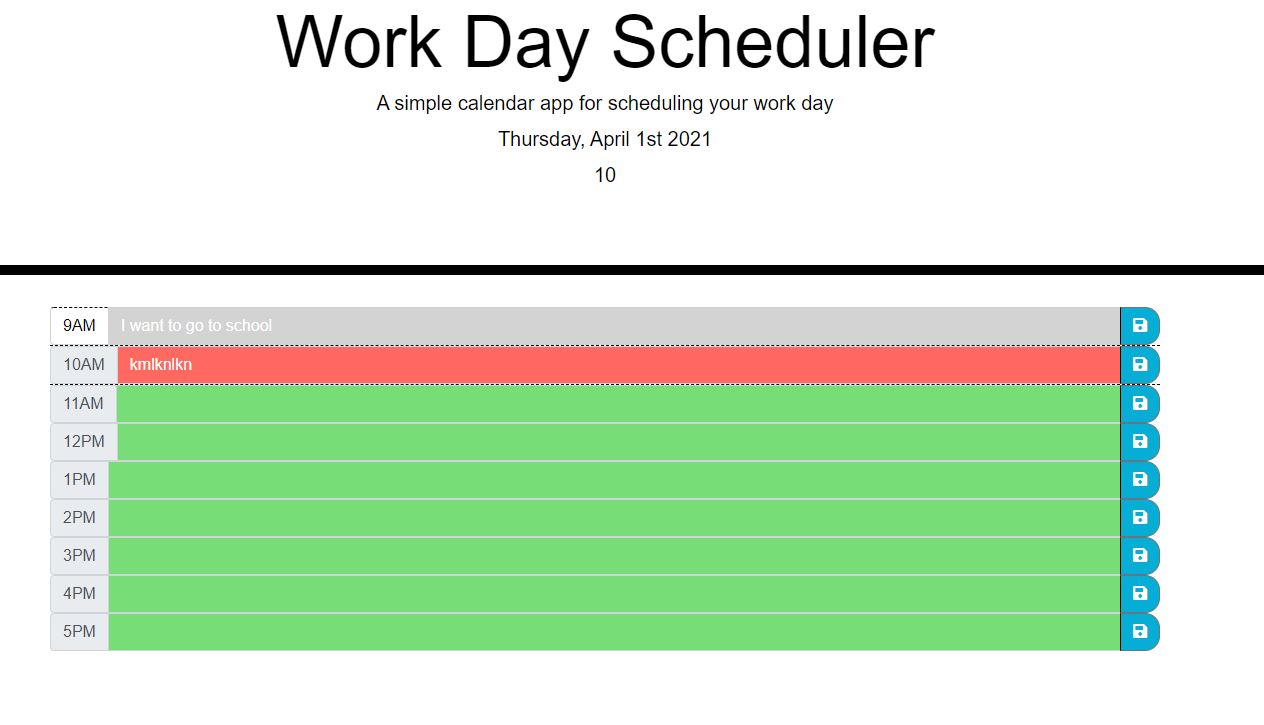 Work Day Scheduler
A simple calendar app for scheduling your work day
Thursday, April 1st 2021
10
9AM I want to go to school
10AM kmlknlkn
11AM
12PM
1PM
2PM
3PM
4PM
5PM